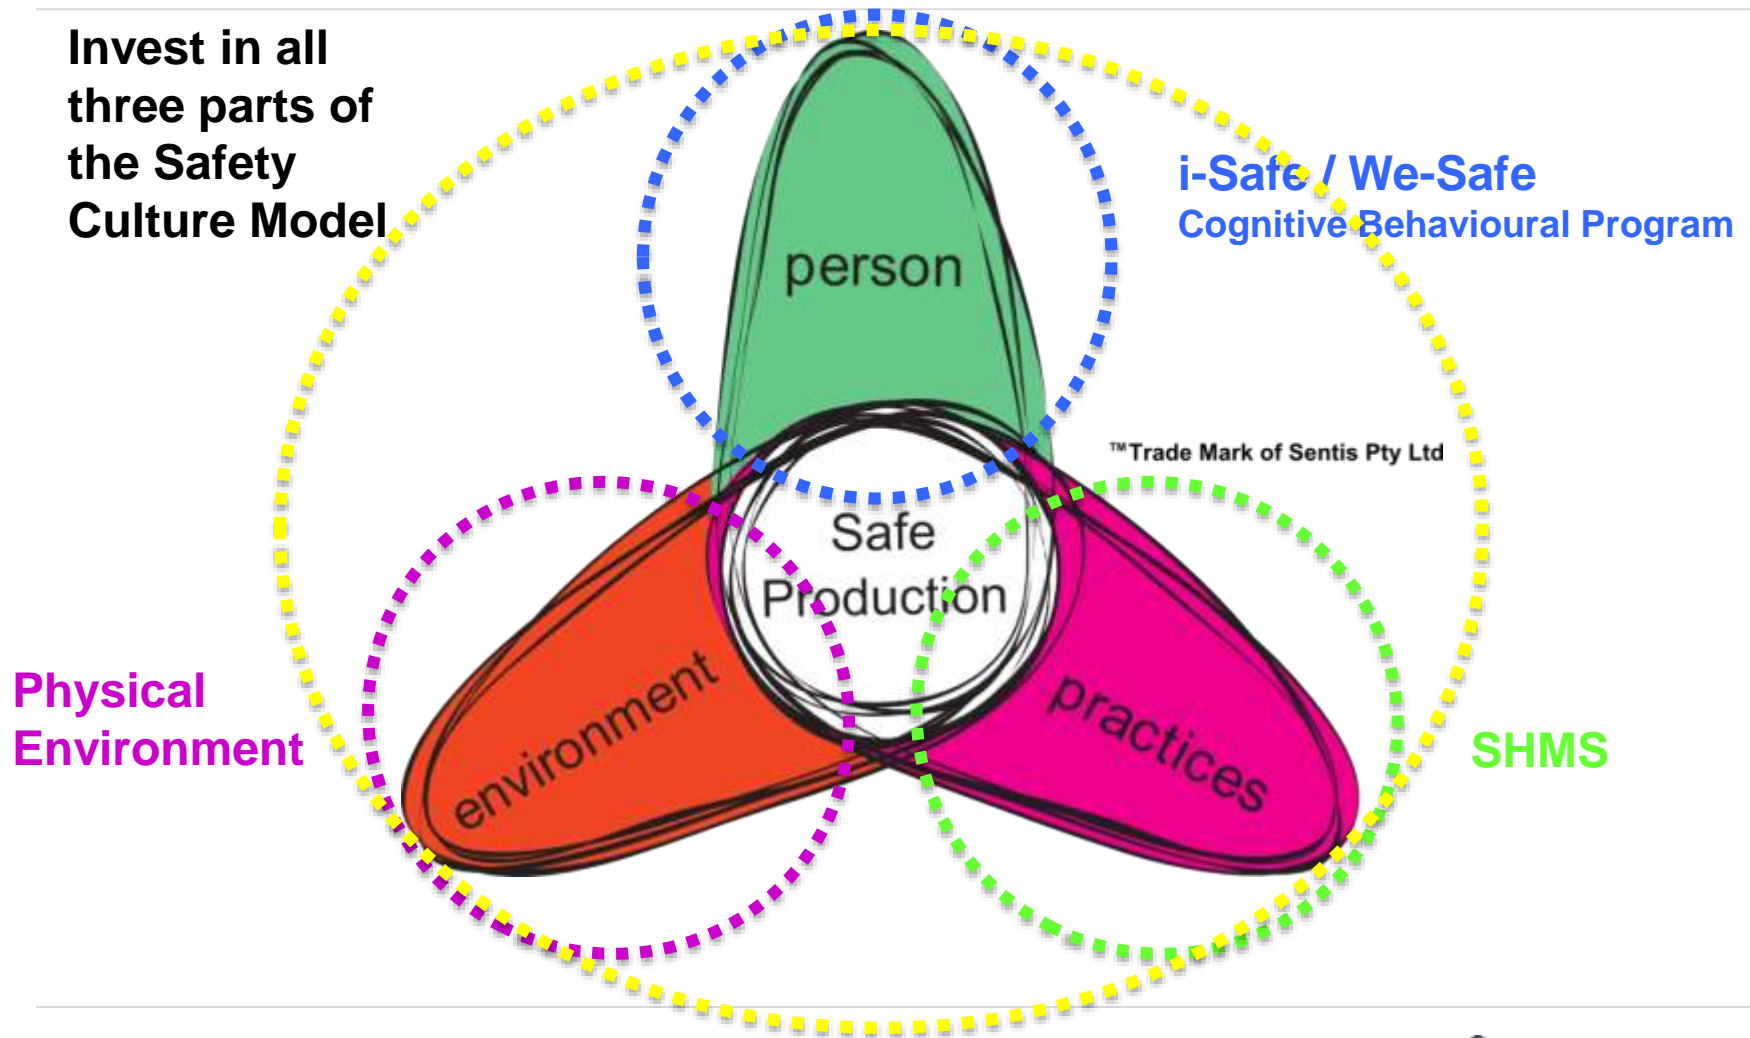 Invest in all
three parts of
the Safety
Culture Model
i-Safe / We-Safe
Cognitive Behavioural Program
person
™Trade Mark of Sentis Pty Ltd
Safe
Production
Physical
Environment
environment
practices
SHMS